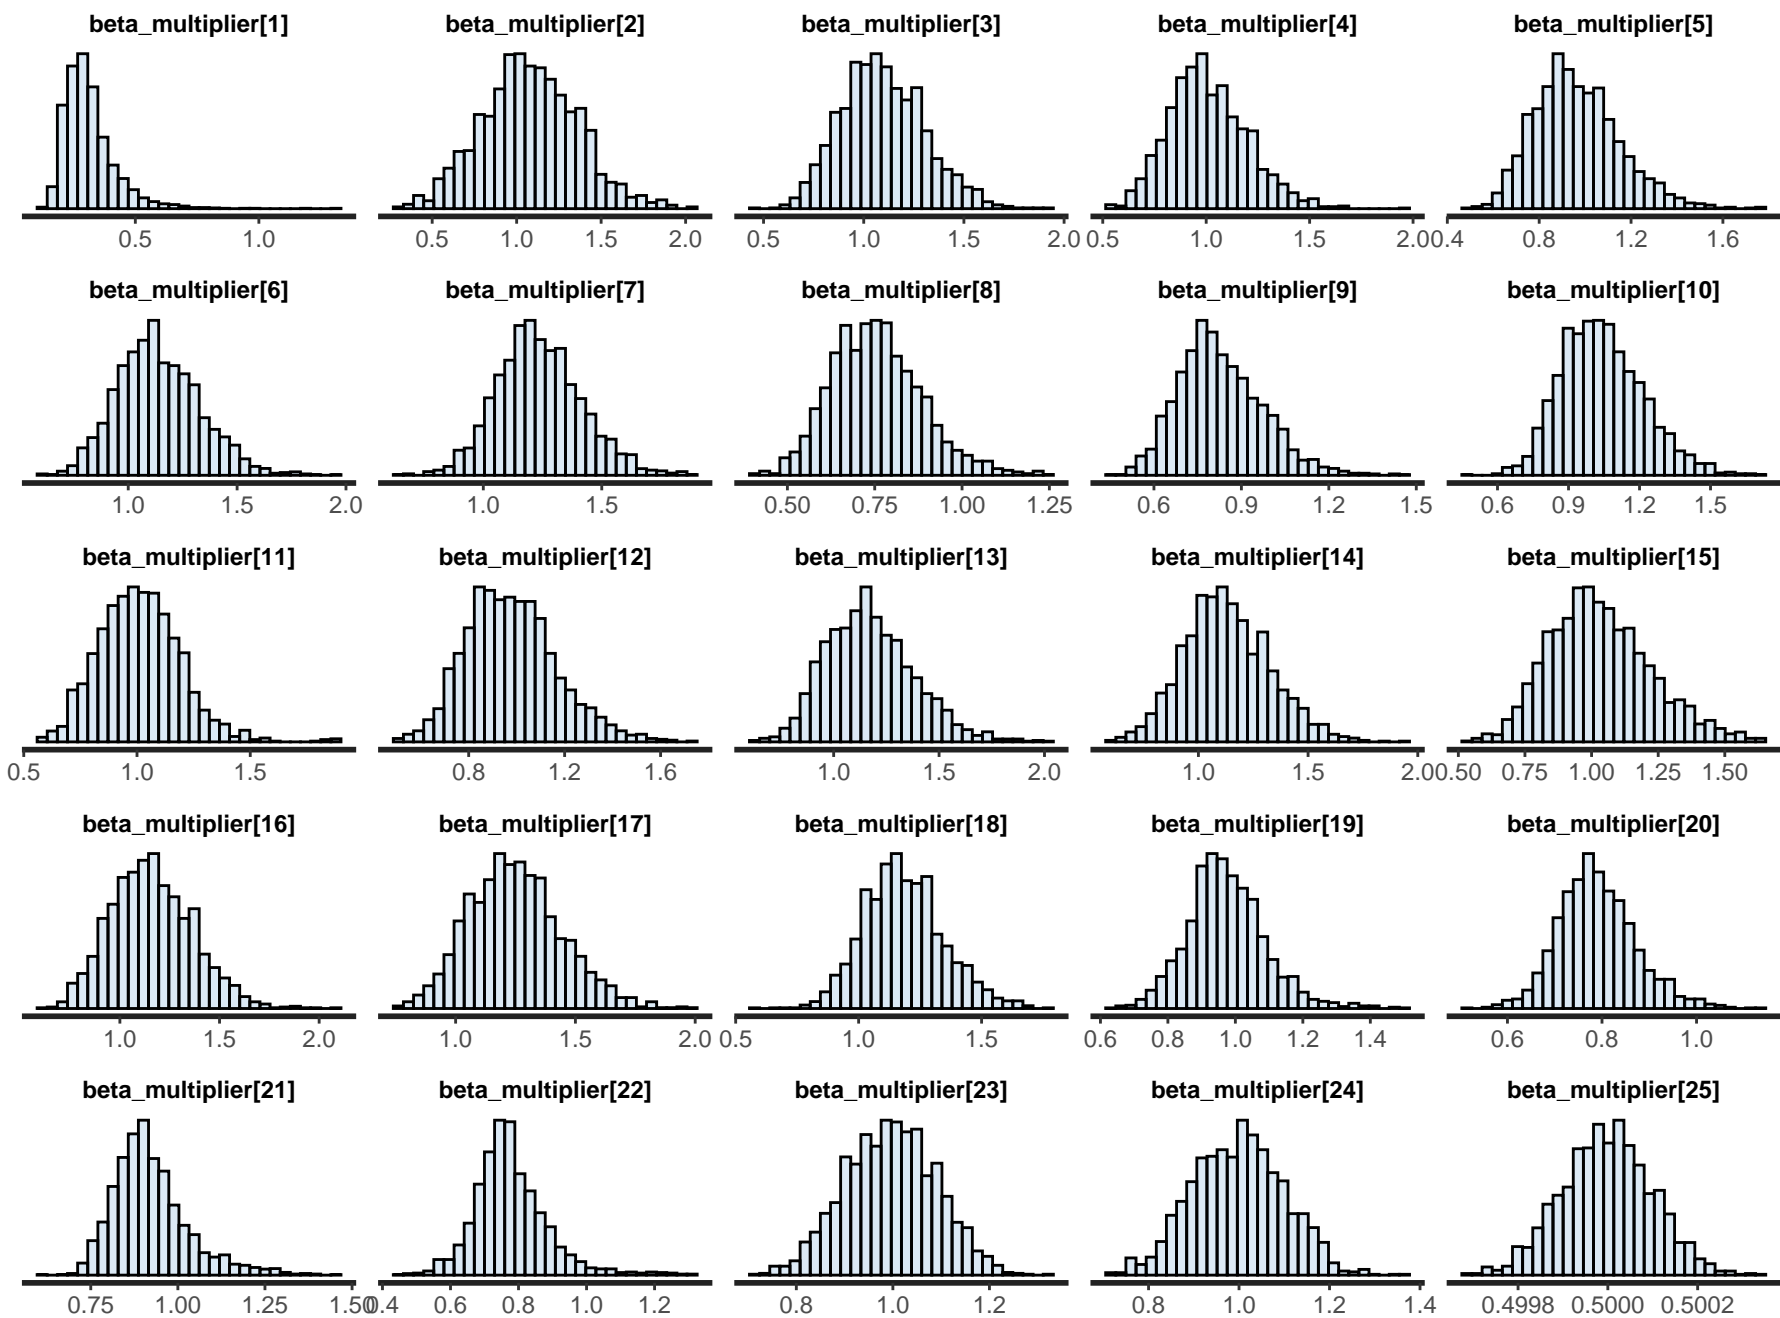 beta_multiplier[1] beta_multiplier[2] beta_multiplier[3] beta_multiplier[4] beta_multiplier[5]
0.5 1.0 0.5 1.0 1.5 2.0 0.5 1.0 1.5 2.0 0.5 1.0 1.5 2.0 0.4 0.8 1.2 1.6
beta_multiplier[6] beta_multiplier[7] beta_multiplier[8] beta_multiplier[9] beta_multiplier[10]
1.0 1.5 2.0 1.0 1.5 0.50 0.75 1.00 1.25 0.6 0.9 1.2 1.5 0.6 0.9 1.2 1.5
beta_multiplier[11] beta_multiplier[12] beta_multiplier[13] beta_multiplier[14] beta_multiplier[15]
0.5 1.0 1.5 0.8 1.2 1.6 1.0 1.5 2.0 1.0 1.5 2.0 0.50 0.75 1.00 1.25 1.50
beta_multiplier[16] beta_multiplier[17] beta_multiplier[18] beta_multiplier[19] beta_multiplier[20]
1.0 1.5 2.0 1.0 1.5 2.0 0.5 1.0 1.5 0.6 0.8 1.0 1.2 1.4 0.6 0.8 1.0
beta_multiplier[21] beta_multiplier[22] beta_multiplier[23] beta_multiplier[24] beta_multiplier[25]
0.75 1.00 1.25 1.50 0.4 0.6 0.8 1.0 1.2 0.8 1.0 1.2 0.8 1.0 1.2 1.4 0.4998 0.5000 0.5002